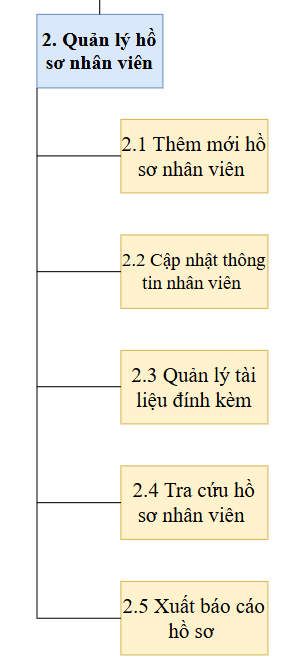 2. Quản lý hồ
sơ nhân viên
2.1 Thêm mới hồ
sơ nhân viên
2.2 Cập nhật thông
tin nhân viên
2.3 Quản lý tài
liệu đính kèm
2.4 Tra cứu hồ
sơ nhân viên
2.5 Xuất báo cáo
hồ sơ